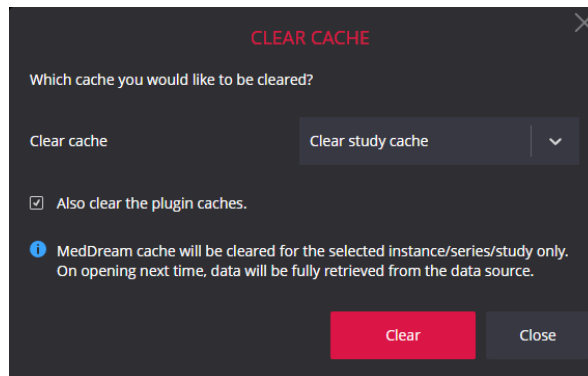 CLEAR CACHE
Which cache you would like to be cleared?
Clear cache
Clear study cache
Also clear the plugin caches.
MedDream cache will be cleared for the selected instance/series/study only.
On opening next time, data will be fully retrieved from the data source.
Clear
Close